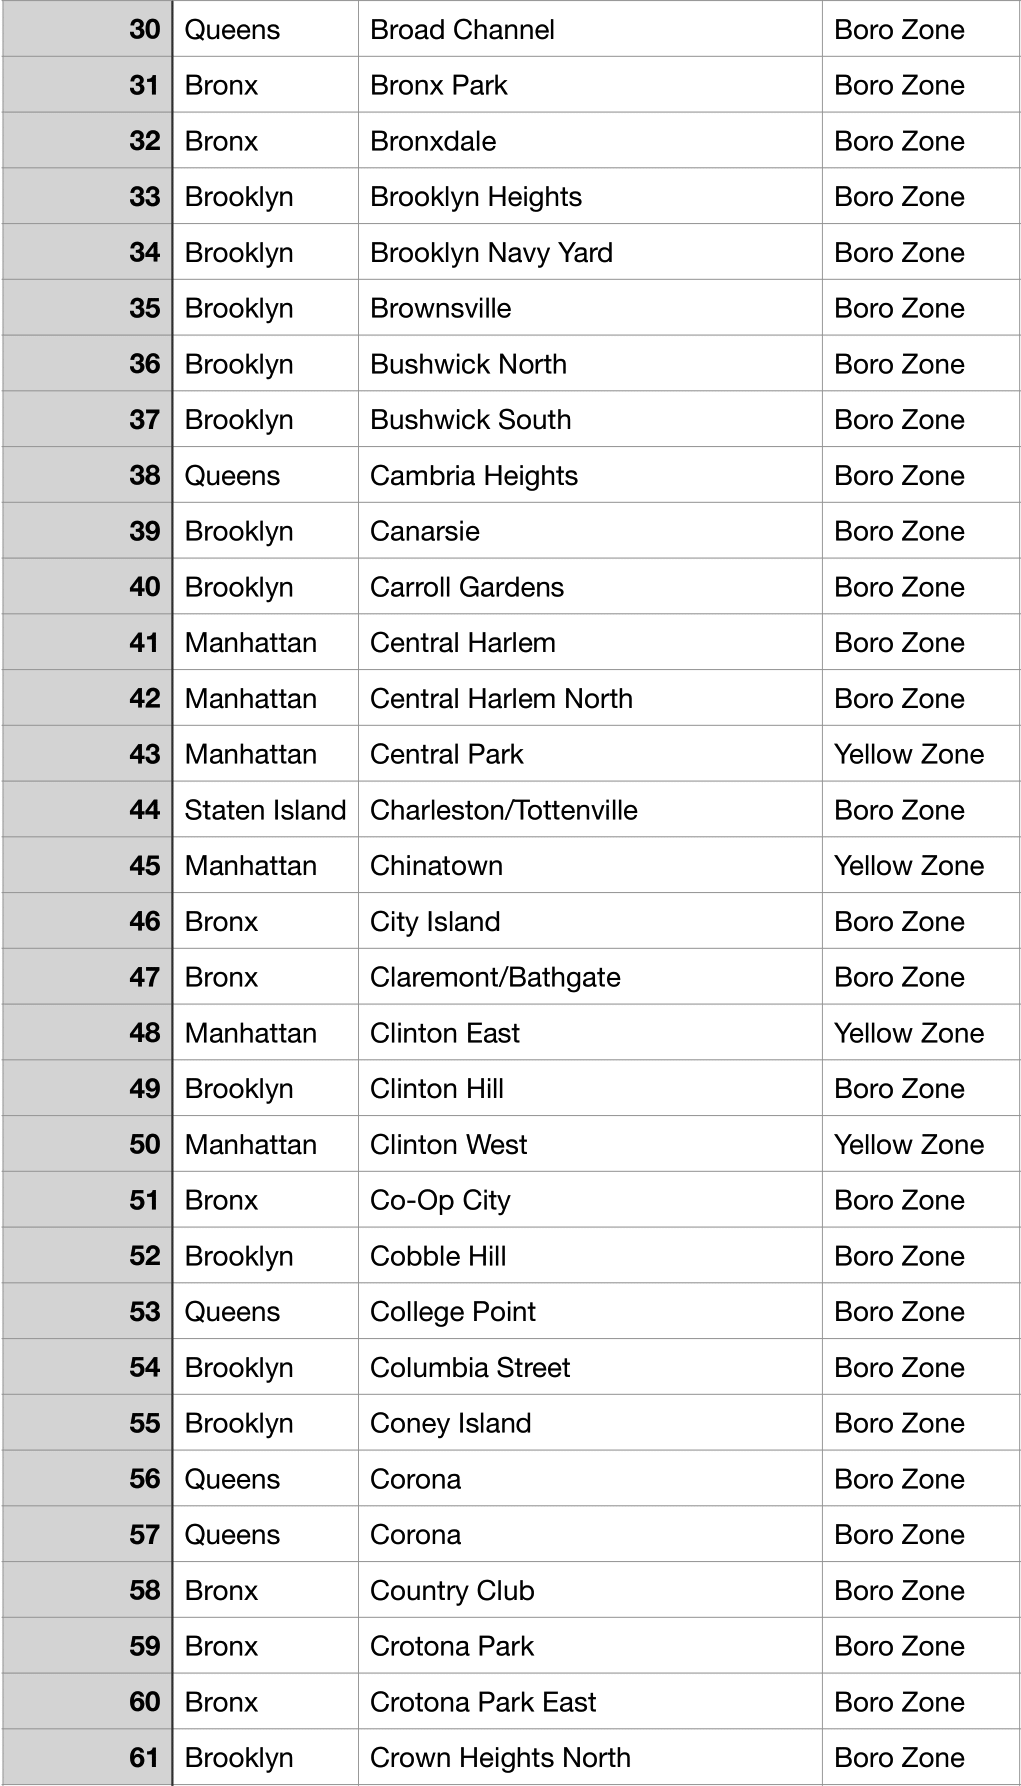 30 Queens Broad Channel Boro Zone
31 Bronx Bronx Park Boro Zone
32 Bronx Bronxdale Boro Zone
33 Brooklyn Brooklyn Heights Boro Zone
34 Brooklyn Brooklyn Navy Yard Boro Zone
35 Brooklyn Brownsville Boro Zone
36 Brooklyn Bushwick North Boro Zone
37 Brooklyn Bushwick South Boro Zone
38 Queens Cambria Heights Boro Zone
39 Brooklyn Canarsie Boro Zone
40 Brooklyn Carroll Gardens Boro Zone
41 Manhattan Central Harlem Boro Zone
42 Manhattan Central Harlem North Boro Zone
43 Manhattan Central Park Yellow Zone
44 Staten Island Charleston/Tottenville Boro Zone
45 Manhattan Chinatown Yellow Zone
46 Bronx City Island Boro Zone
47 Bronx Claremont/Bathgate Boro Zone
48 Manhattan Clinton East Yellow Zone
49 Brooklyn Clinton Hill Boro Zone
50 Manhattan Clinton West Yellow Zone
51 Bronx Co-Op City Boro Zone
52 Brooklyn Cobble Hill Boro Zone
53 Queens College Point Boro Zone
54 Brooklyn Columbia Street Boro Zone
55 Brooklyn Coney Island Boro Zone
56 Queens Corona Boro Zone
57 Queens Corona Boro Zone
58 Bronx Country Club Boro Zone
59 Bronx Crotona Park Boro Zone
60 Bronx Crotona Park East Boro Zone
61 Brooklyn Crown Heights North Boro Zone